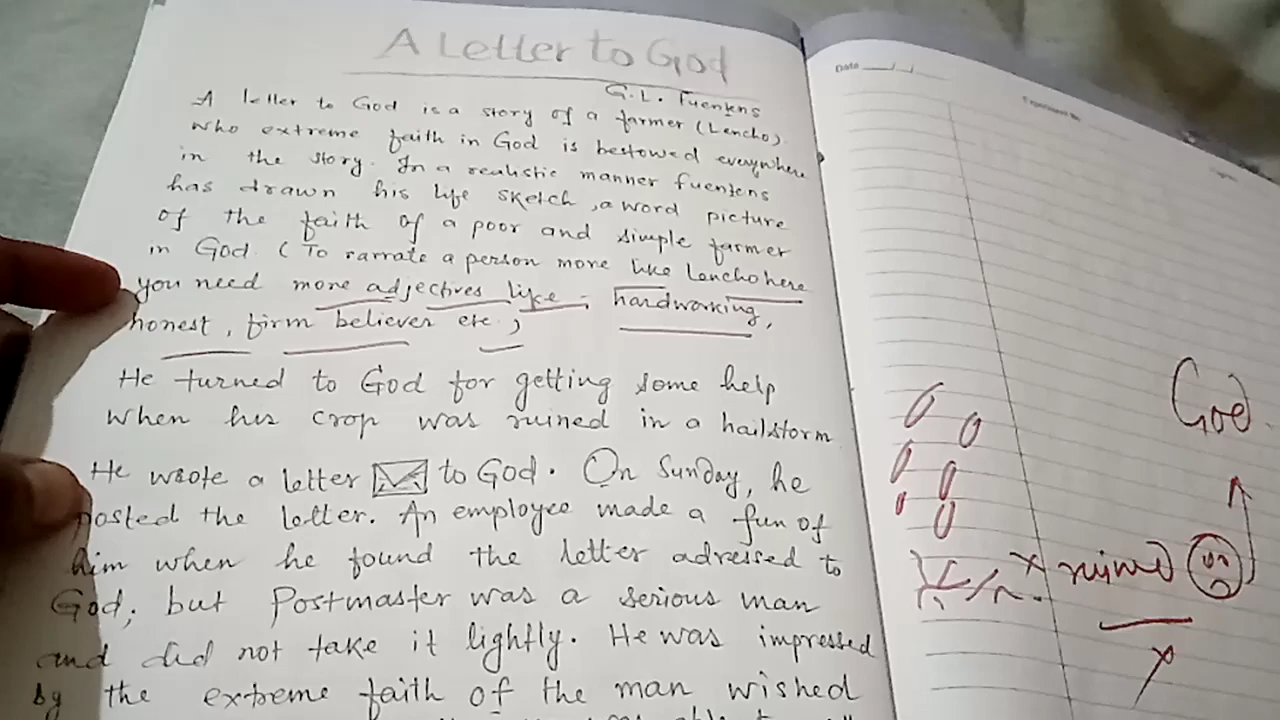 A Letter to God
G.L. Fuentens
A letter to God is a story of a farmer (Lencho)
who extreme faith in God is bestowed everywhere
in the story. In a realistic manner fuentens
has drawn his life sketch, a word picture
of the faith of a poor and simple farmer
in God. (To narrate a person more like Lencho here
you need more adjectives like - handworking,
honest, firm believer etc.)
He turned to God for getting some help
when his crop was ruined in a hailstorm
He wrote a letter to God. On Sunday, he
posted the letter. An employee made a fun of
him when he found the letter adressed to
God; but Postmaster was a serious man
and did not take it lightly. He was impressed
by the extreme faith of the man wished
Date
God
ruined